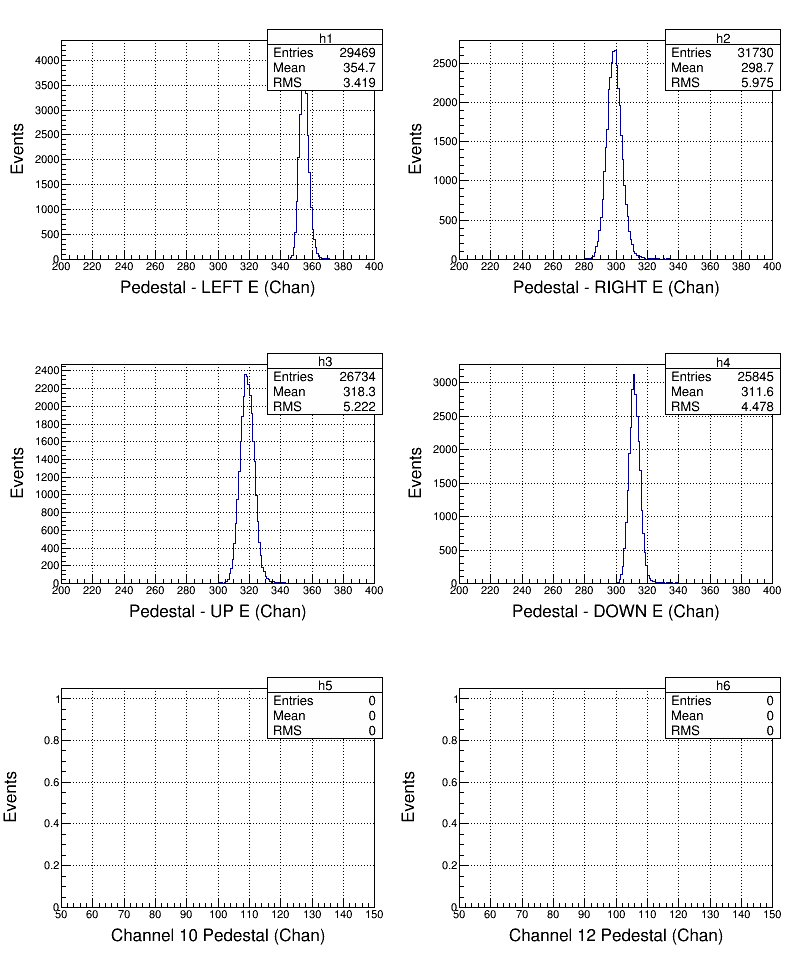 h1
Entries 29469
Mean 354.7
RMS 3.419
Events
4000
3500
3000
2500
2000
1500
1000
500
0
200 220 240 260 280 300 320 340 360 380 400
Pedestal - LEFT E (Chan)
h2
Entries 31730
Mean 298.7
RMS 5.975
Events
2500
2000
1500
1000
500
0
200 220 240 260 280 300 320 340 360 380 400
Pedestal - RIGHT E (Chan)
h3
Entries 26734
Mean 318.3
RMS 5.222
Events
2400
2200
2000
1800
1600
1400
1200
1000
800
600
400
200
0
200 220 240 260 280 300 320 340 360 380 400
Pedestal - UP E (Chan)
h4
Entries 25845
Mean 311.6
RMS 4.478
Events
3000
2500
2000
1500
1000
500
0
200 220 240 260 280 300 320 340 360 380 400
Pedestal - DOWN E (Chan)
h5
Entries 0
Mean 0
RMS 0
Events
1
0.8
0.6
0.4
0.2
0
50 60 70 80 90 100 110 120 130 140 150
Channel 10 Pedestal (Chan)
h6
Entries 0
Mean 0
RMS 0
Events
1
0.8
0.6
0.4
0.2
0
50 60 70 80 90 100 110 120 130 140 150
Channel 12 Pedestal (Chan)